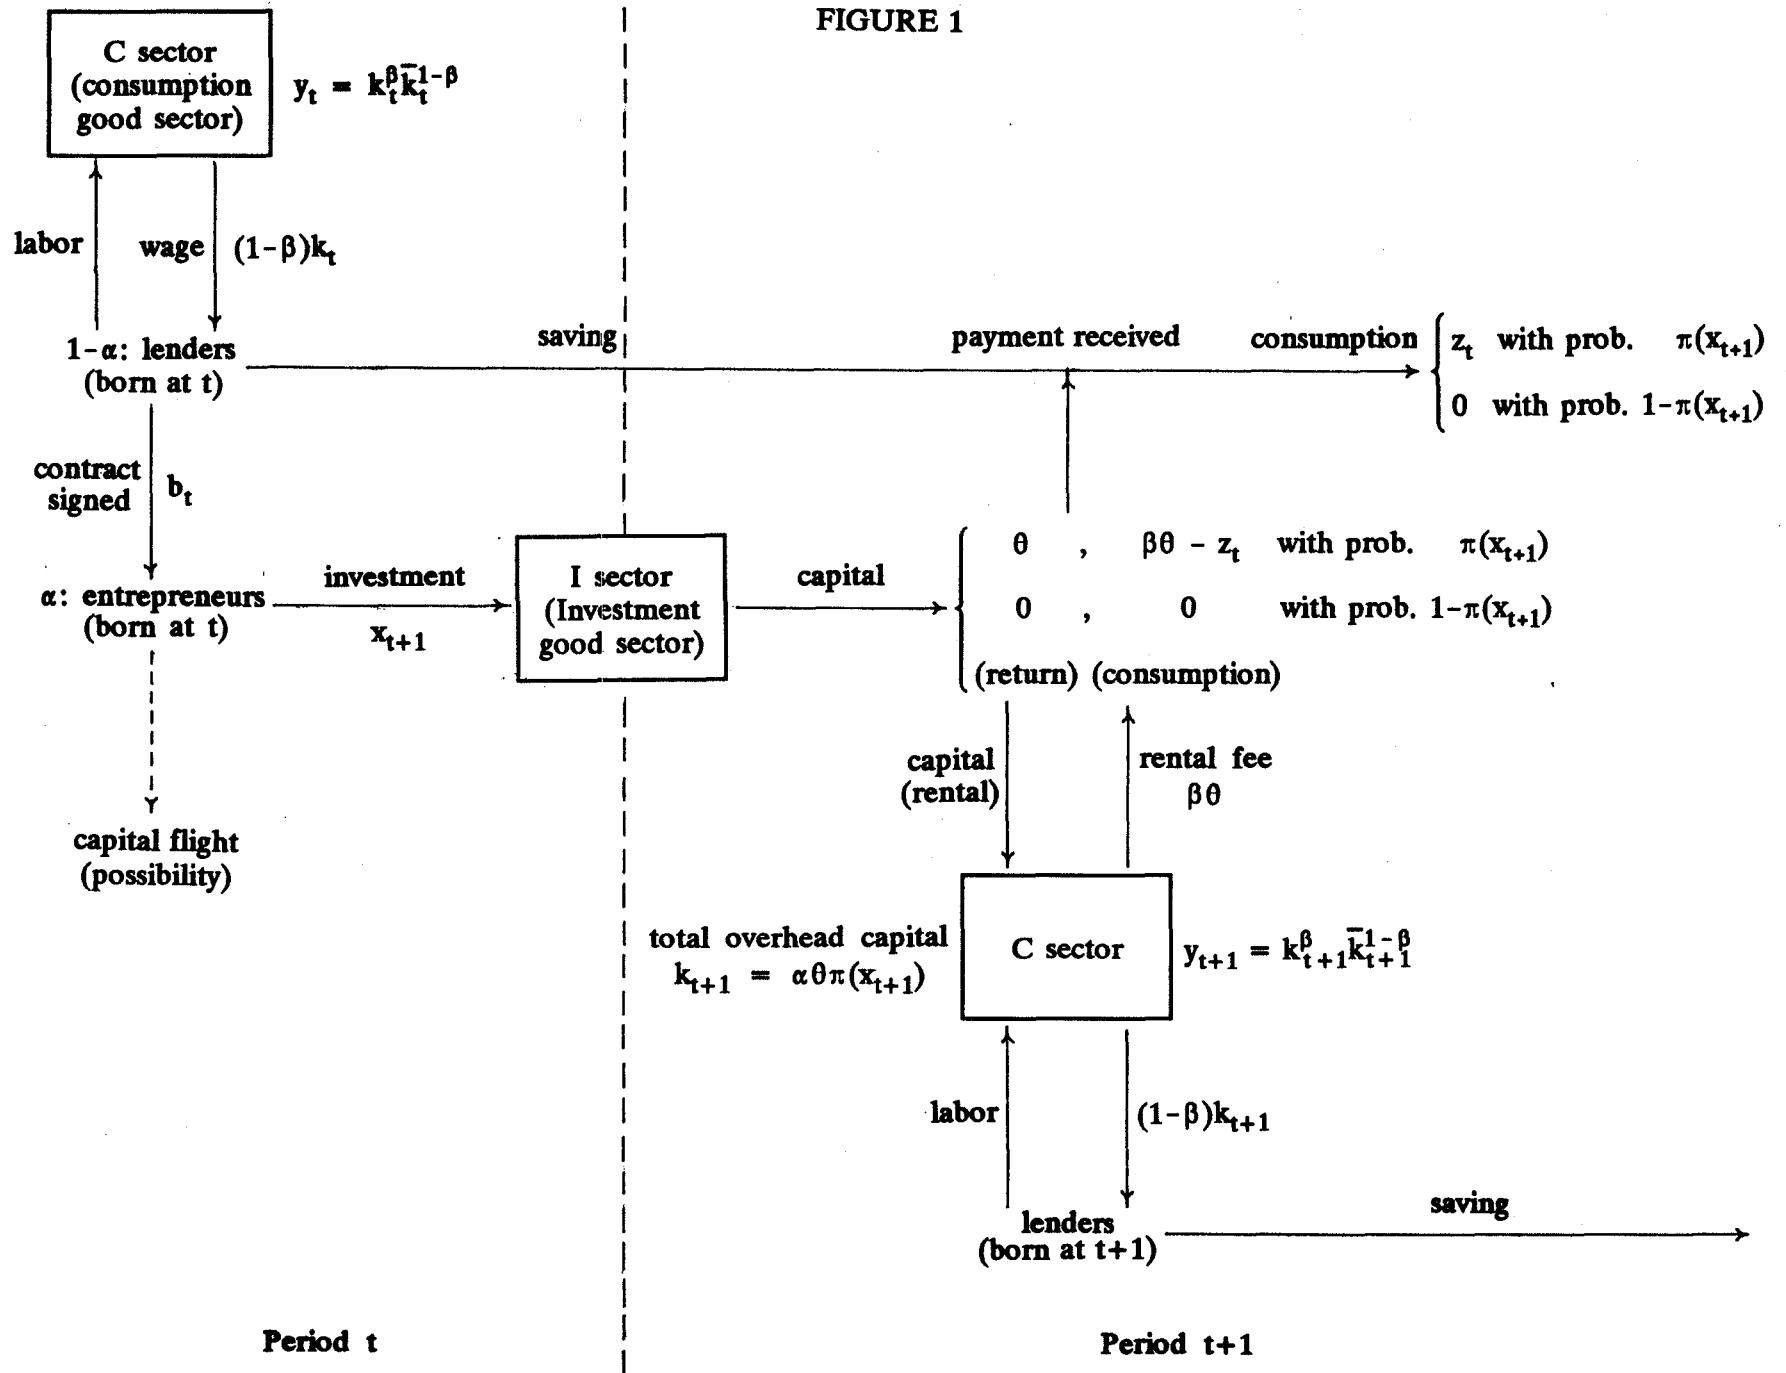 FIGURE 1
C sector
(consumption
good sector)
y_t = k_t^β k̄_t^{1-β}
labor
wage
(1-β)k_t
1-α: lenders
(born at t)
saving
payment received
consumption
z_t with prob. π(x_{t+1})
0 with prob. 1-π(x_{t+1})
contract
signed
b_t
α: entrepreneurs
(born at t)
investment
x_{t+1}
I sector
(Investment
good sector)
capital
θ , βθ - z_t with prob. π(x_{t+1})
0 , 0 with prob. 1-π(x_{t+1})
(return) (consumption)
capital flight
(possibility)
capital
(rental)
rental fee
βθ
total overhead capital
k_{t+1} = αθπ(x_{t+1})
C sector
y_{t+1} = k_{t+1}^β k̄_{t+1}^{1-β}
labor
(1-β)k_{t+1}
lenders
(born at t+1)
saving
Period t
Period t+1